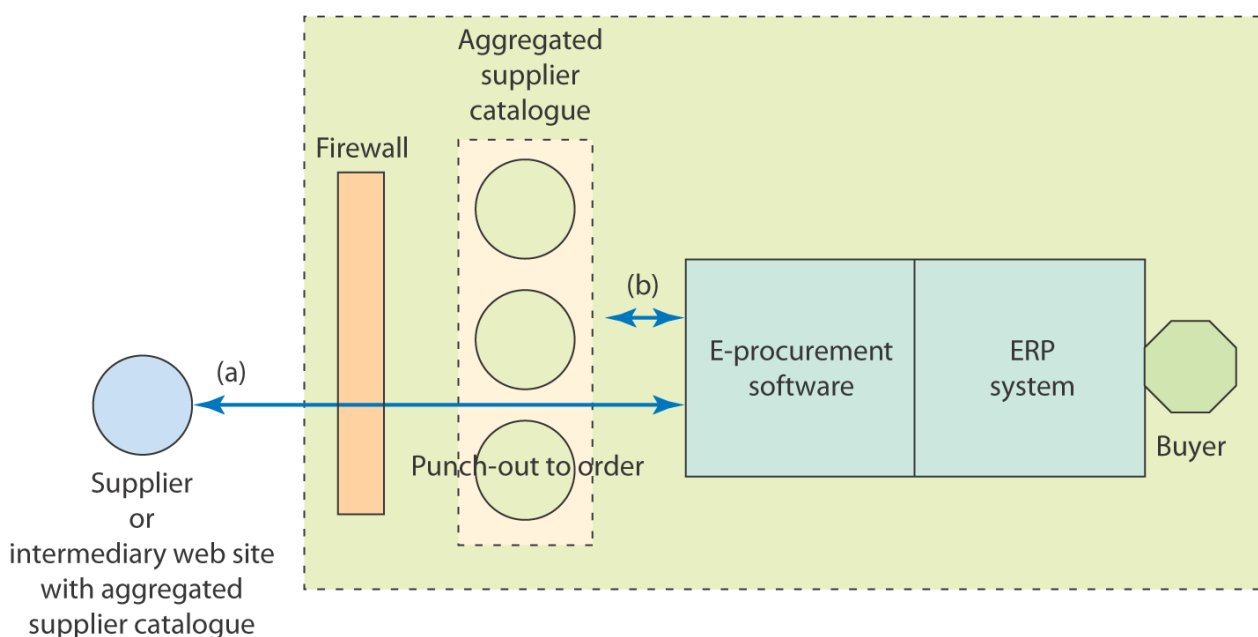 Aggregated
supplier
catalogue
Firewall
(b)
(a)
E-procurement
software
ERP
system
Punch-out to order
Buyer
Supplier
or
intermediary web site
with aggregated
supplier catalogue